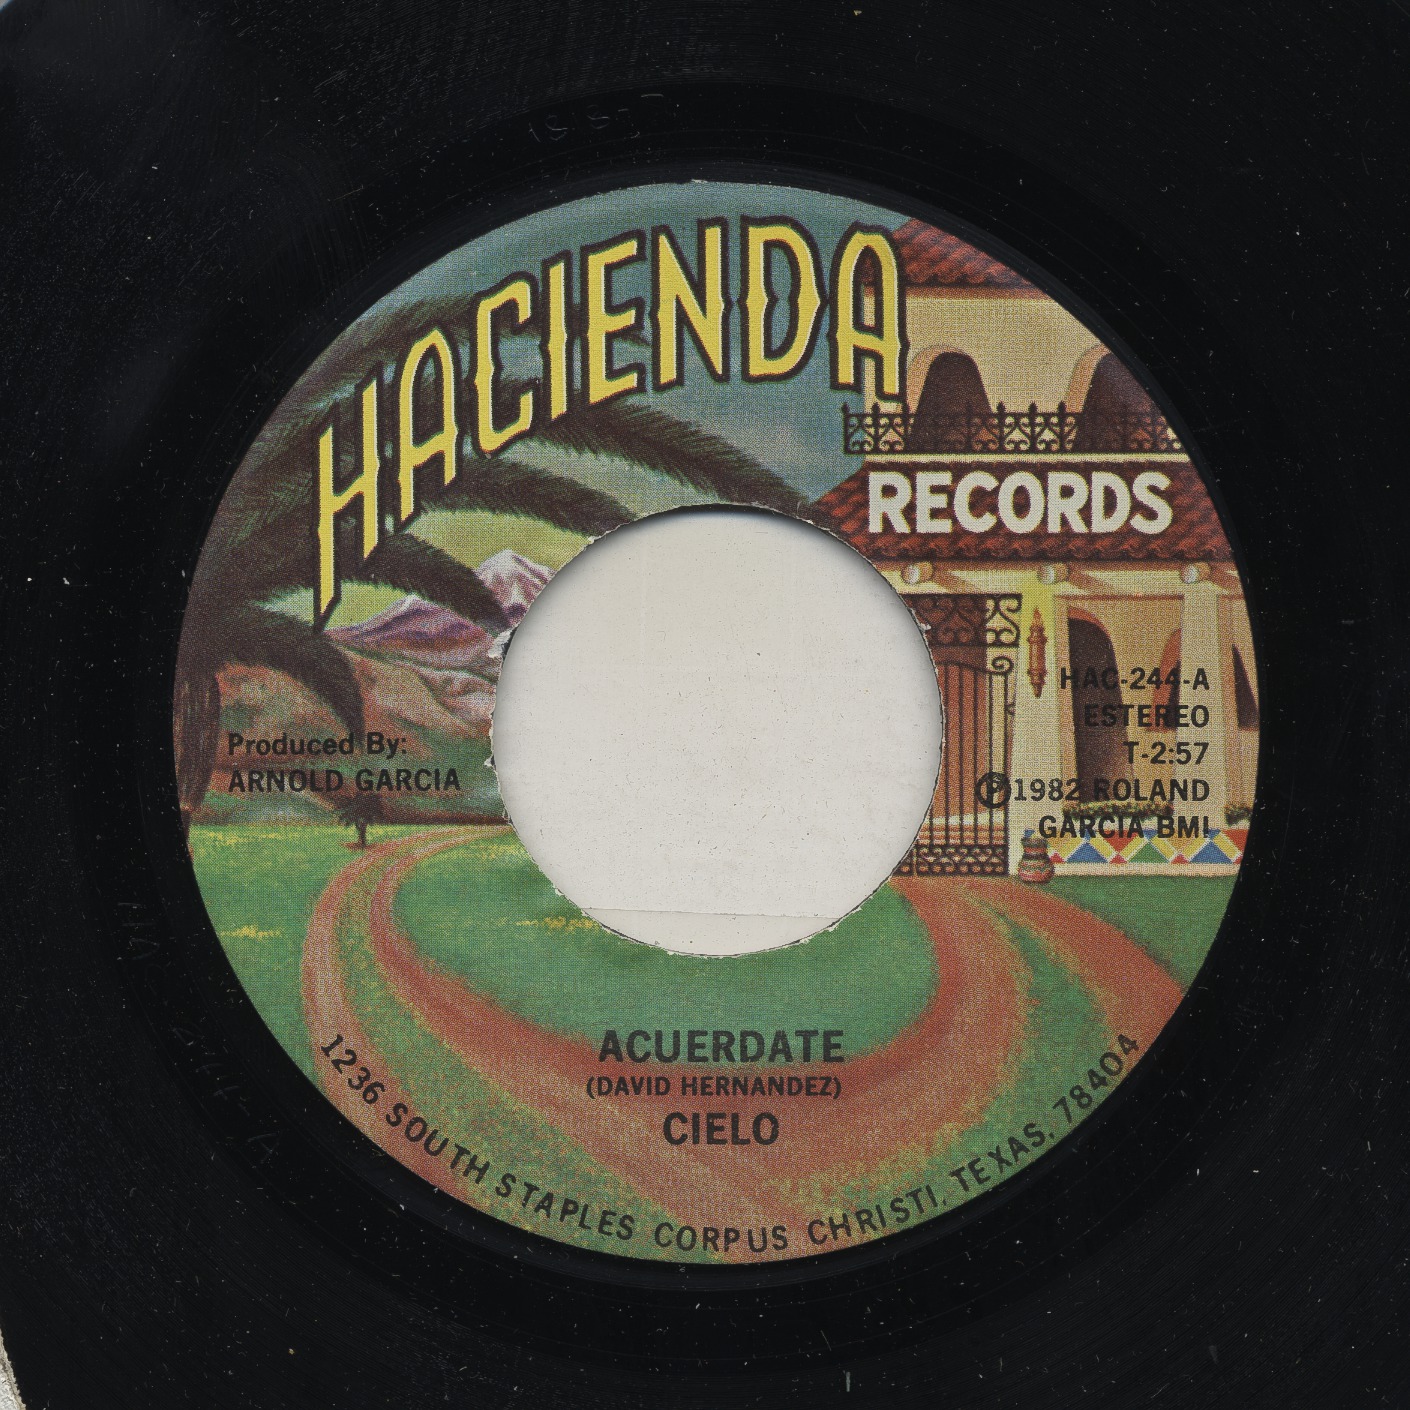 HACIENDA
RECORDS
HAC-244-A
ESTEREO
T-2:57
Ⓟ1982 ROLAND
GARCIA BMI
Produced By:
ARNOLD GARCIA
ACUERDATE
(DAVID HERNANDEZ)
CIELO
1236 SOUTH STAPLES CORPUS CHRISTI, TEXAS, 78404